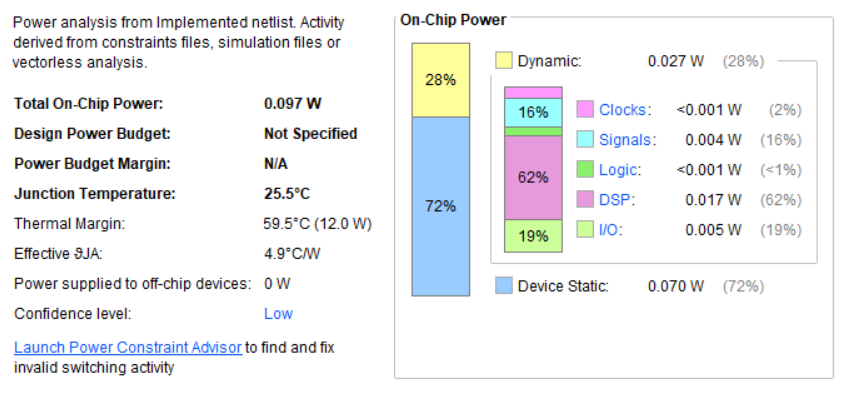 Power analysis from Implemented netlist. Activity
derived from constraints files, simulation files or
vectorless analysis.
Total On-Chip Power: 0.097 W
Design Power Budget: Not Specified
Power Budget Margin: N/A
Junction Temperature: 25.5°C
Thermal Margin: 59.5°C (12.0 W)
Effective ϑJA: 4.9°C/W
Power supplied to off-chip devices: 0 W
Confidence level: Low
Launch Power Constraint Advisor to find and fix
invalid switching activity
On-Chip Power
28%
72%
Dynamic: 0.027 W (28%)
16%
62%
19%
Clocks: <0.001 W (2%)
Signals: 0.004 W (16%)
Logic: <0.001 W (<1%)
DSP: 0.017 W (62%)
I/O: 0.005 W (19%)
Device Static: 0.070 W (72%)